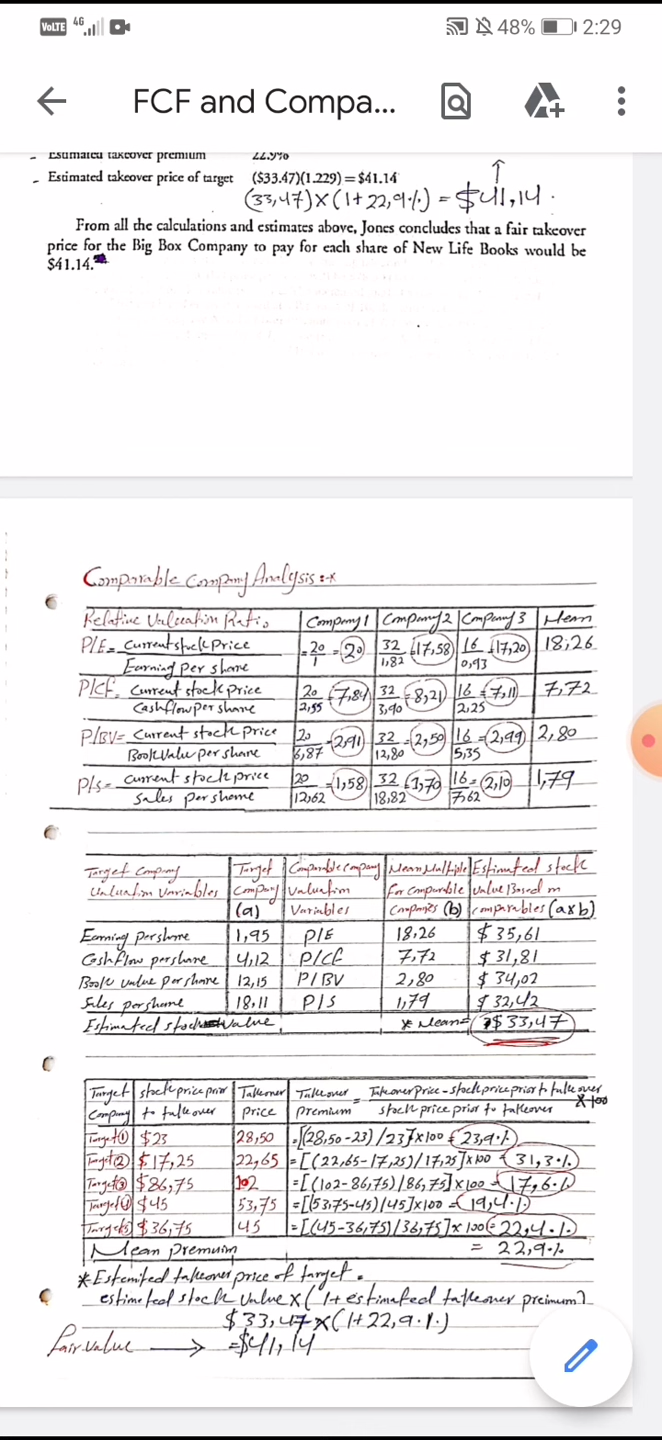 VoLTE 4G 48% 2:29
FCF and Compa...
- Estimated takeover premium 22.9%
- Estimated takeover price of target ($33.47)(1.229) = $41.14
(33,47)×(1+22,9%) = $41,14.
From all the calculations and estimates above, Jones concludes that a fair takeover
price for the Big Box Company to pay for each share of New Life Books would be
$41.14.
Comparable Company Analysis :-*
Relative Valuation Ratio Company 1 Company 2 Company 3 Mean
P/E = Current stock Price 20 = 20 32 = 17,58 16 = 17,20 18,26
Earning per share 1 1,82 0,93
P/CF = Current stock price 20 = 7,84 32 = 8,21 16 = 7,11 7,72
Cash flow per share 2,55 3,90 2,25
P/BV = Current stock Price 20 = 2,91 32 = 2,50 16 = 2,99 2,80
Book Value per share 6,87 12,80 5,35
P/s = Current stock price 20 = 1,58 32 = 1,70 16 = 2,10 1,79
Sales per share 12,62 18,82 7,62
Target Company Target Comparable company Mean Multiple Estimated stock
Valuation Variables Company Valuation for comparable Value Based on
(a) Variables Companies (b) comparables (a×b)
Earning per share 1,95 P/E 18,26 $ 35,61
Cash flow per share 4,12 P/CF 7,72 $ 31,81
Book value per share 12,15 P/BV 2,80 $ 34,02
Sales per share 18,11 P/S 1,79 $ 32,42
Estimated stock value * Mean = $ 33,47
Target stock price prior Takeover Takeover = Takeover Price - stock price prior to takeover
Company to takeover price Premium stock price prior to takeover ×100
Target ① $23 28,50 = [(28,50-23)/23]×100 = 23,9%
Target ② $17,25 22,65 = [(22,65-17,25)/17,25]×100 = 31,3%
Target ③ $86,75 102 = [(102-86,75)/86,75]×100 = 17,6%
Target ④ $45 53,75 = [(53,75-45)/45]×100 = 19,4%
Target 5 $36,75 45 = [(45-36,75)/36,75]×100 = 22,4%
Mean premuim = 22,9%
* Estemited takeover price of target.
estimated stock value × (1+estimated takeover preimum)
$33,47×(1+22,9%)
Fair value → =$41,14